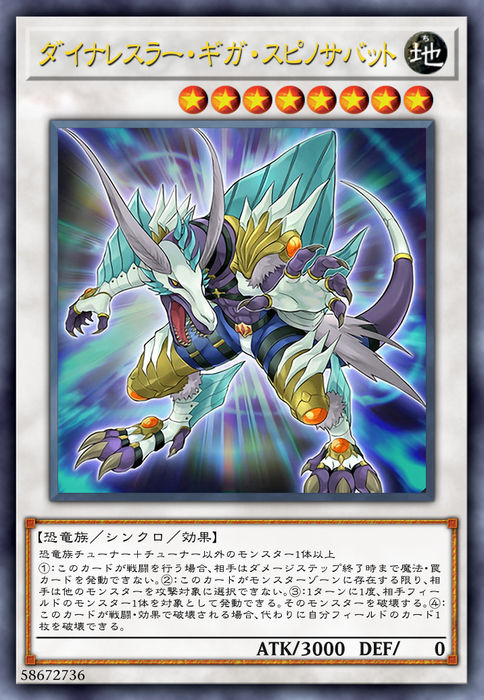 ダイナレスラー・ギガ・スピノサバット
地
ち
【恐竜族／シンクロ／効果】
恐竜族チューナー＋チューナー以外のモンスター1体以上
①：このカードが戦闘を行う場合、相手はダメージステップ終了時まで魔法・罠
カードを発動できない。②：このカードがモンスターゾーンに存在する限り、相
手は他のモンスターを攻撃対象に選択できない。③：1ターンに1度、相手フィー
ルドのモンスター1体を対象として発動できる。そのモンスターを破壊する。④：
このカードが戦闘・効果で破壊される場合、代わりに自分フィールドのカード1
枚を破壊できる。
ATK/3000 DEF/ 0
58672736